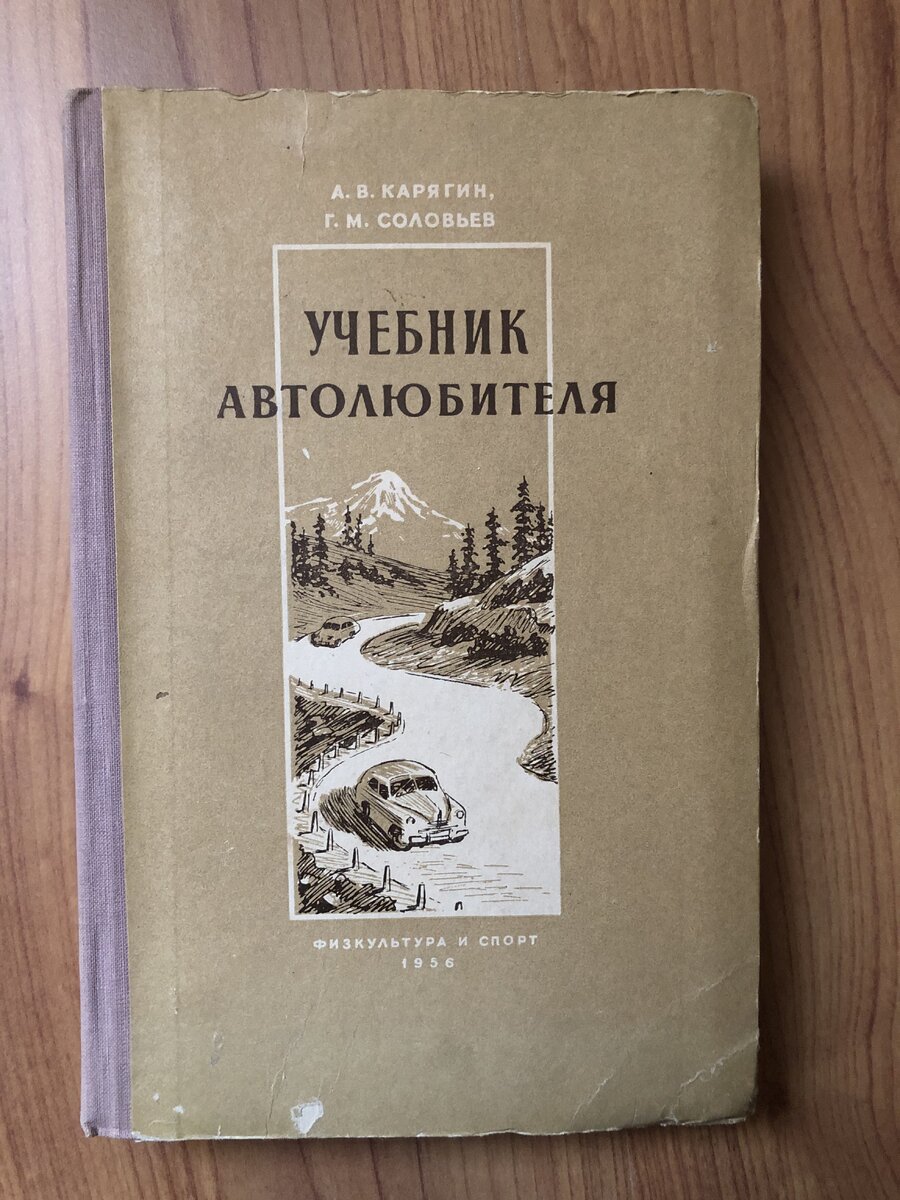 А. В. КАРЯГИН,
Г. М. СОЛОВЬЕВ
УЧЕБНИК
АВТОЛЮБИТЕЛЯ
ФИЗКУЛЬТУРА И СПОРТ
1956